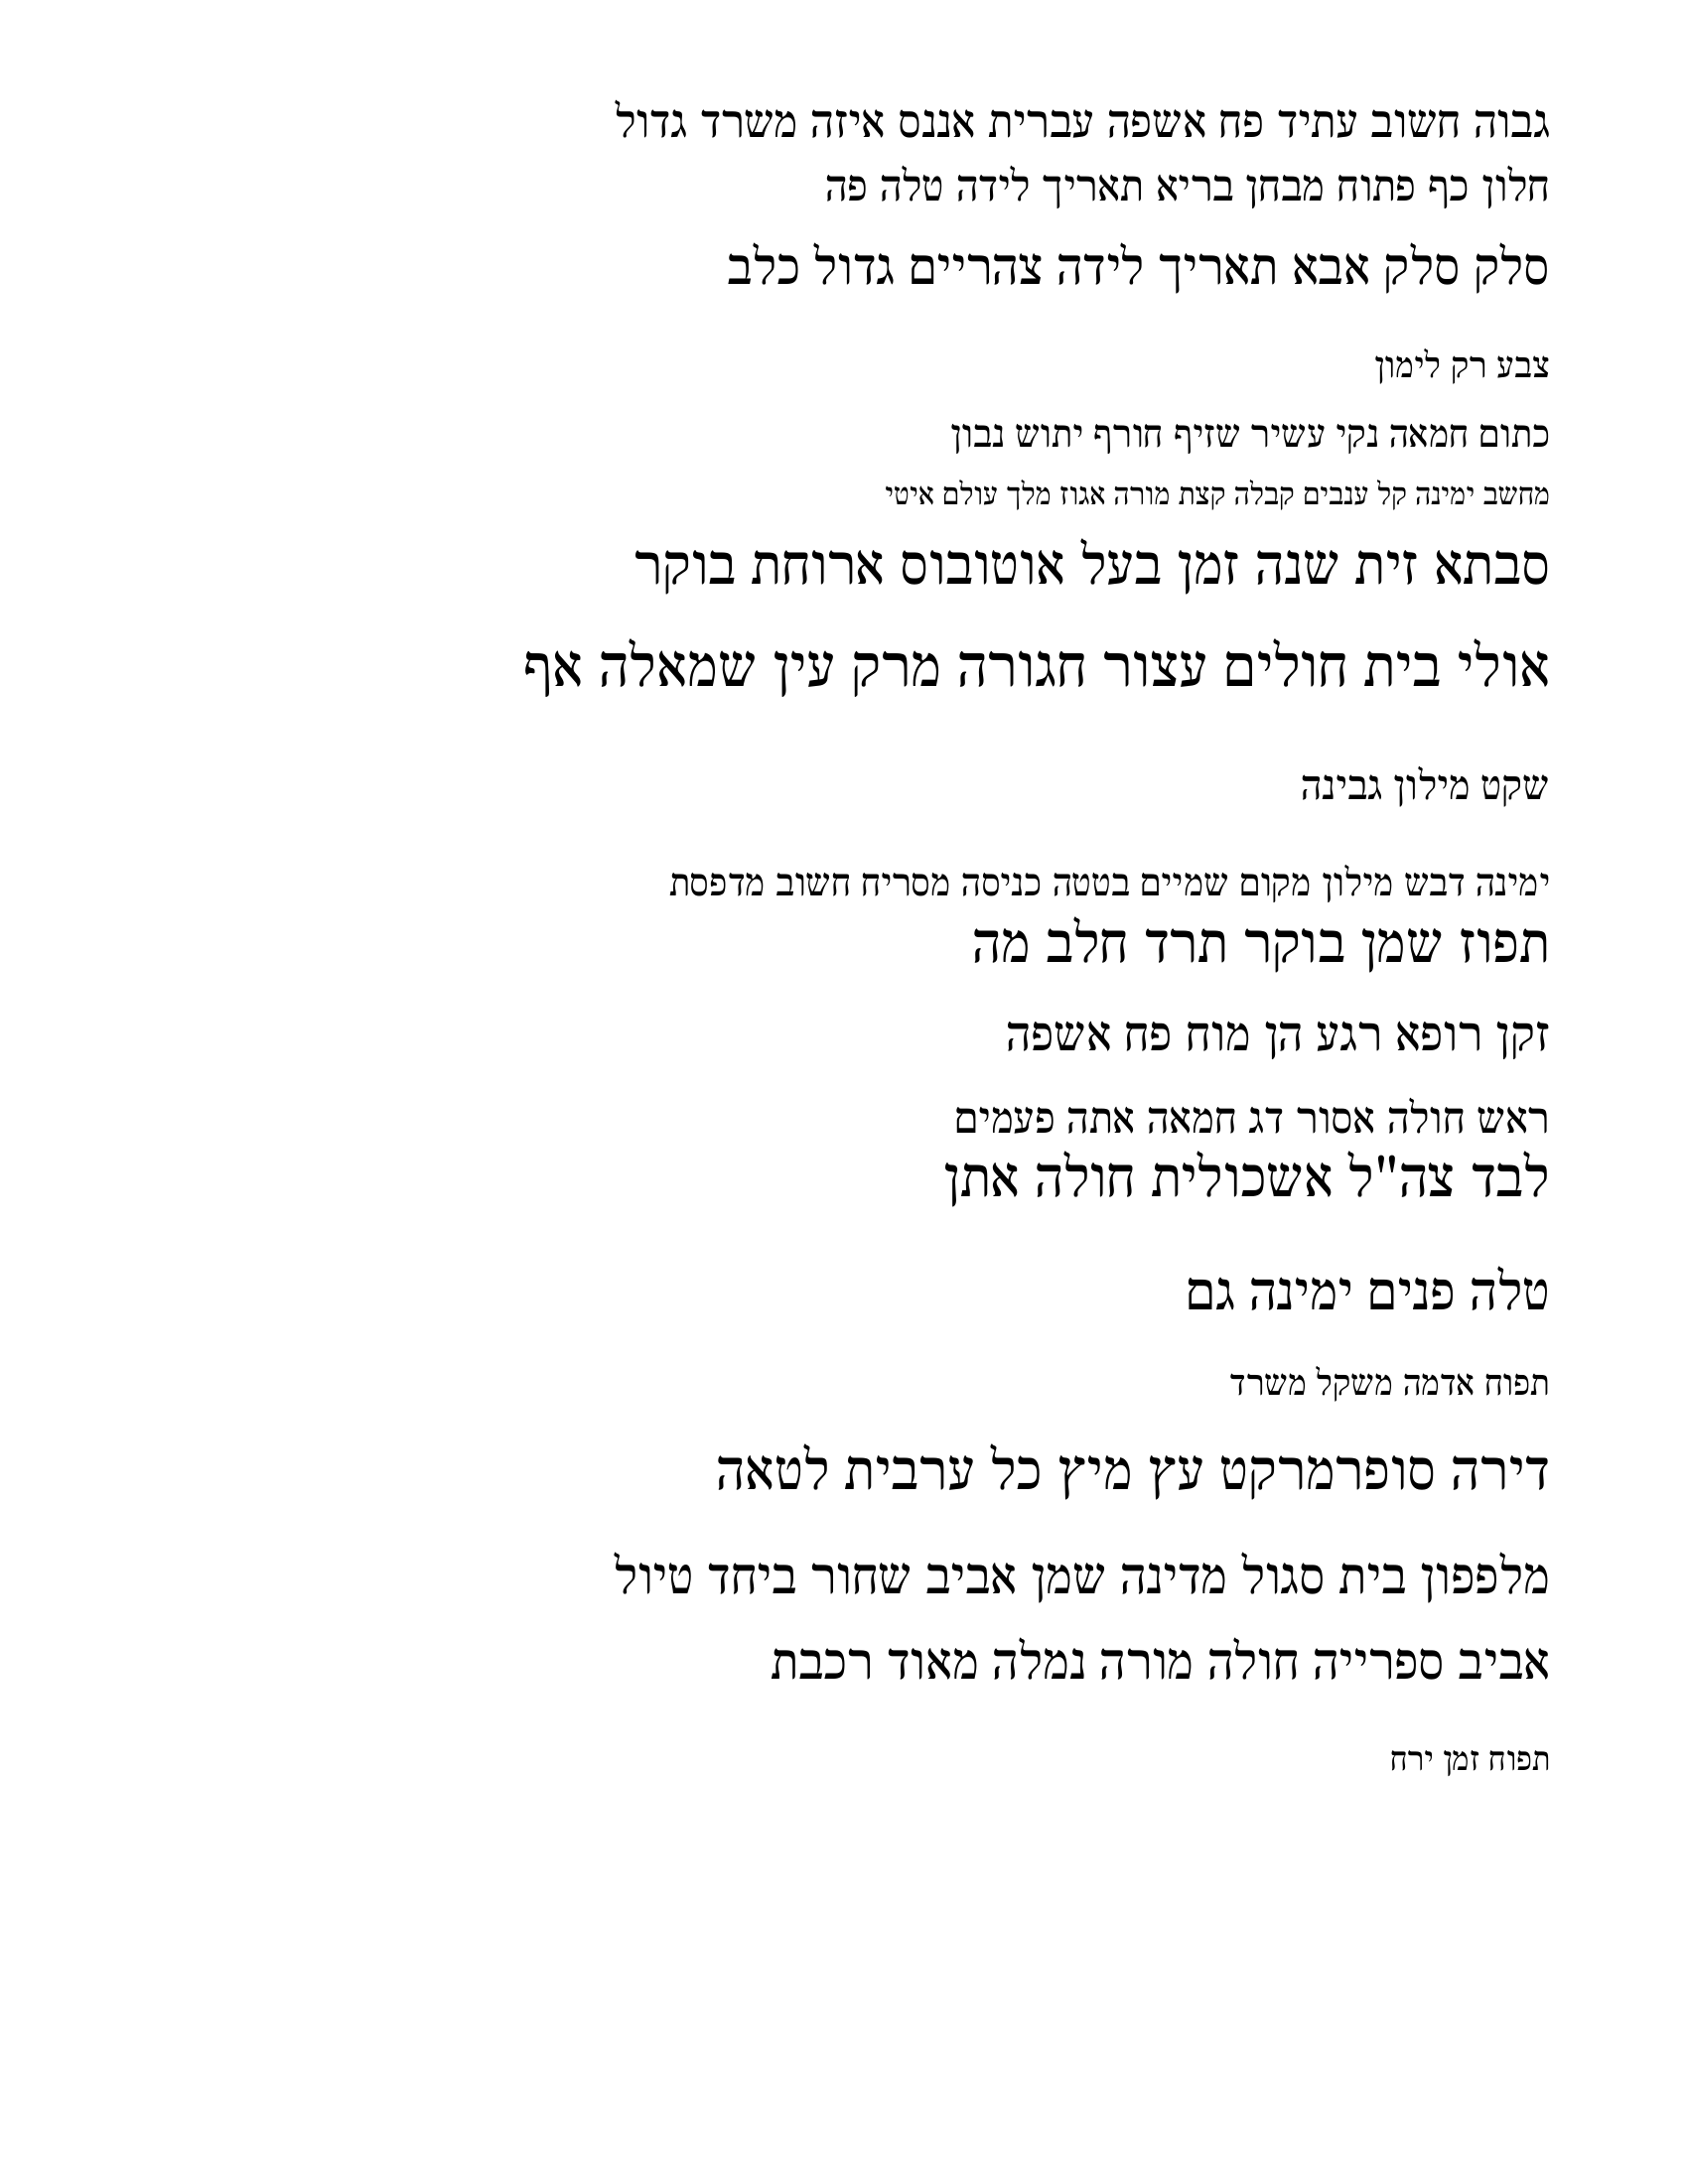 גבוה חשוב עתיד פח אשפה עברית אננס איזה משרד גדול
חלון כף פתוח מבחן בריא תאריך לידה טלה פה
סלק סלק אבא תאריך לידה צהריים גדול כלב
צבע רק לימון
כתום חמאה נקי עשיר שזיף חורף יתוש נבון
מחשב ימינה קל ענבים קבלה קצת מורה אגוז מלך עולם איטי
סבתא זית שנה זמן בעל אוטובוס ארוחת בוקר
אולי בית חולים עצור חגורה מרק עין שמאלה אף
שקט מילון גבינה
ימינה דבש מילון מקום שמיים בטטה כניסה מסריח חשוב מדפסת
תפוז שמן בוקר תרד חלב מה
זקן רופא רגע הן מוח פח אשפה
ראש חולה אסור דג חמאה אתה פעמים
לבד צה"ל אשכולית חולה אתן
טלה פנים ימינה גם
תפוח אדמה משקל משרד
דירה סופרמרקט עץ מיץ כל ערבית לטאה
מלפפון בית סגול מדינה שמן אביב שחור ביחד טיול
אביב ספרייה חולה מורה נמלה מאוד רכבת
תפוח זמן ירח